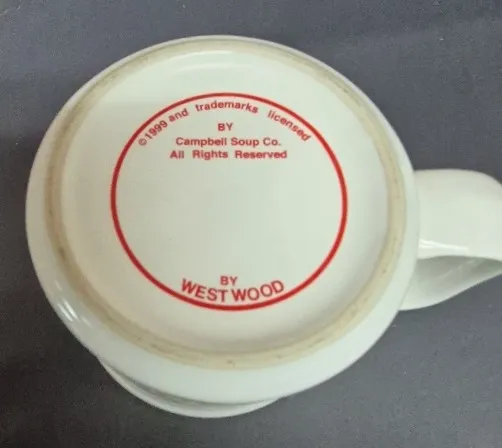 ©1999 and trademarks licensed
BY
Campbell Soup Co.
All Rights Reserved
BY
WESTWOOD